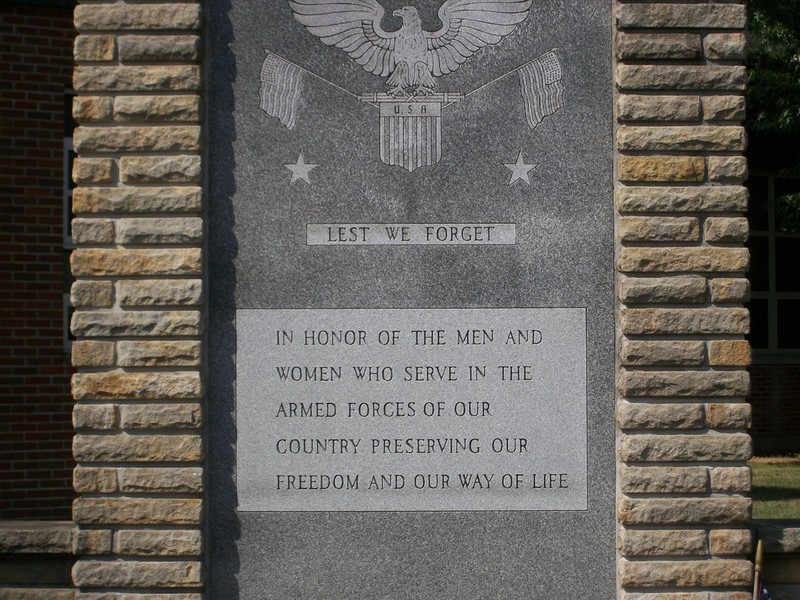 USA
LEST WE FORGET
IN HONOR OF THE MEN AND
WOMEN WHO SERVE IN THE
ARMED FORCES OF OUR
COUNTRY PRESERVING OUR
FREEDOM AND OUR WAY OF LIFE